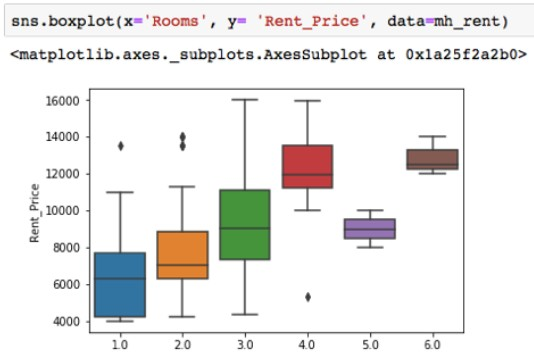 sns.boxplot(x='Rooms', y= 'Rent_Price', data=mh_rent)
<matplotlib.axes._subplots.AxesSubplot at 0x1a25f2a2b0>
16000
14000
12000
10000
8000
6000
4000
Rent_Price
1.0 2.0 3.0 4.0 5.0 6.0